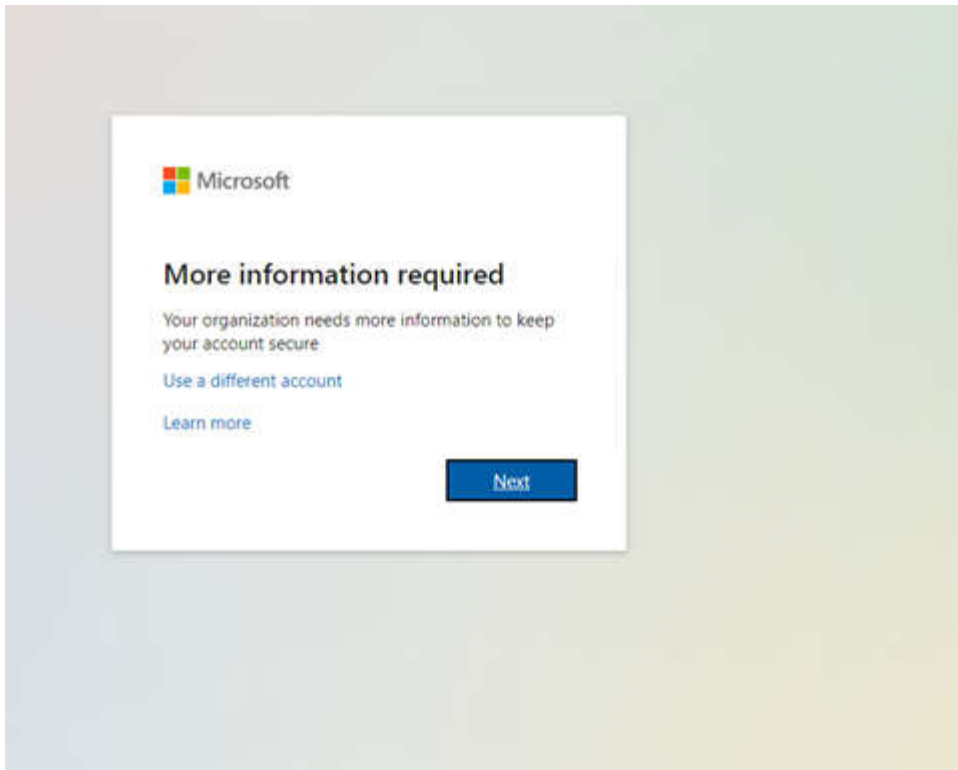 Microsoft
More information required
Your organization needs more information to keep
your account secure
Use a different account
Learn more
Next